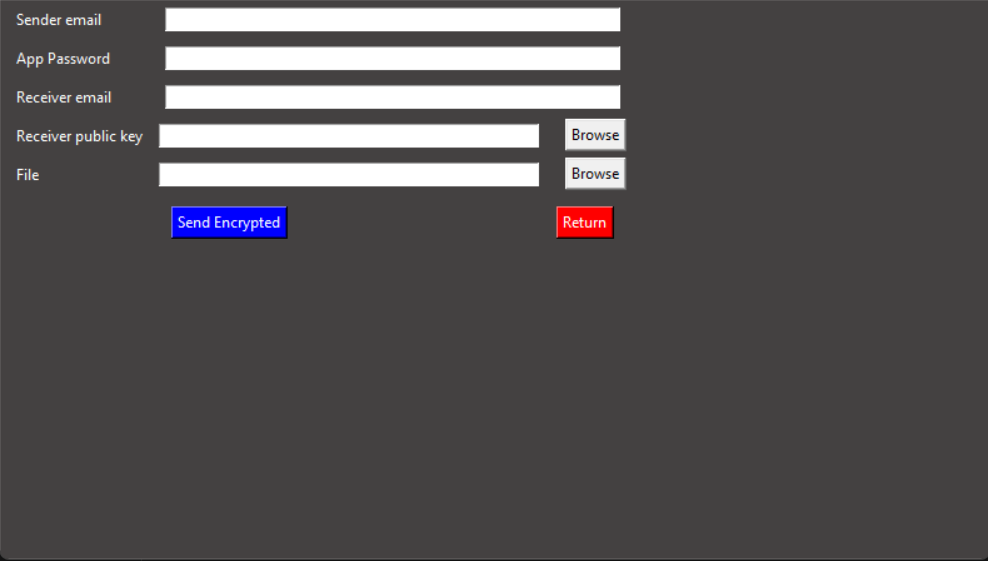 Sender email
App Password
Receiver email
Receiver public key Browse
File Browse
Send Encrypted Return